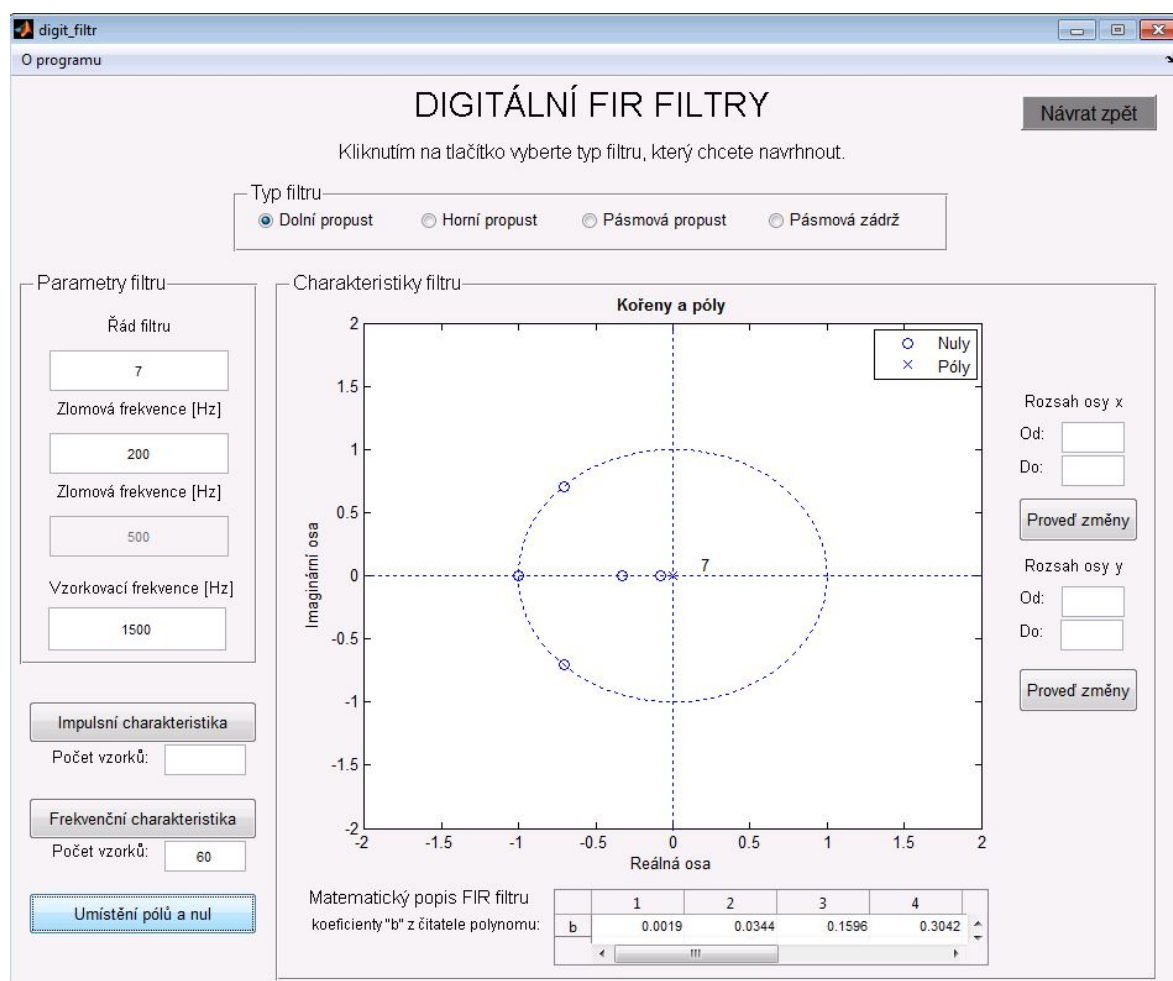 digit_filtr
O programu
DIGITÁLNÍ FIR FILTRY
Návrat zpět
Kliknutím na tlačítko vyberte typ filtru, který chcete navrhnout.
Typ filtru
Dolní propust Horní propust Pásmová propust Pásmová zádrž
Parametry filtru
Řád filtru
7
Zlomová frekvence [Hz]
200
Zlomová frekvence [Hz]
500
Vzorkovací frekvence [Hz]
1500
Impulsní charakteristika
Počet vzorků:
Frekvenční charakteristika
Počet vzorků: 60
Umístění pólů a nul
Charakteristiky filtru
Kořeny a póly
Nuly
Póly
2
1.5
1
0.5
0
-0.5
-1
-1.5
-2
Imaginární osa
7
-2 -1.5 -1 -0.5 0 0.5 1 1.5 2
Reálná osa
Rozsah osy x
Od:
Do:
Proveď změny
Rozsah osy y
Od:
Do:
Proveď změny
Matematický popis FIR filtru
koeficienty "b" z čitatele polynomu:
1 2 3 4
b 0.0019 0.0344 0.1596 0.3042